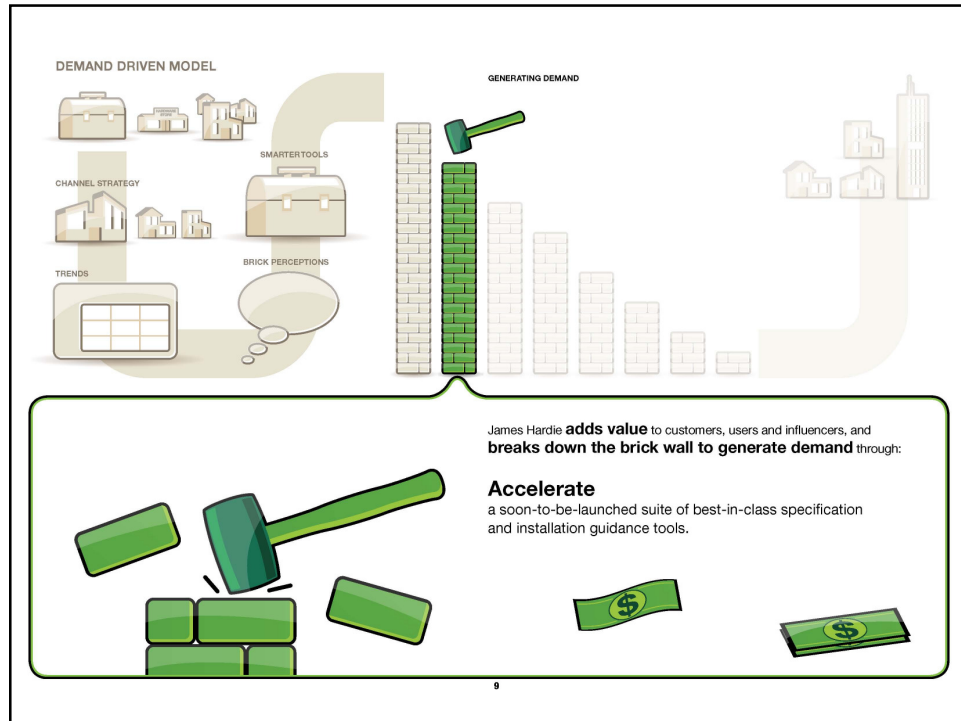 DEMAND DRIVEN MODEL
GENERATING DEMAND
SMARTER TOOLS
CHANNEL STRATEGY
BRICK PERCEPTIONS
TRENDS
James Hardie adds value to customers, users and influencers, and
breaks down the brick wall to generate demand through:
Accelerate
a soon-to-be-launched suite of best-in-class specification
and installation guidance tools.
$
$
9